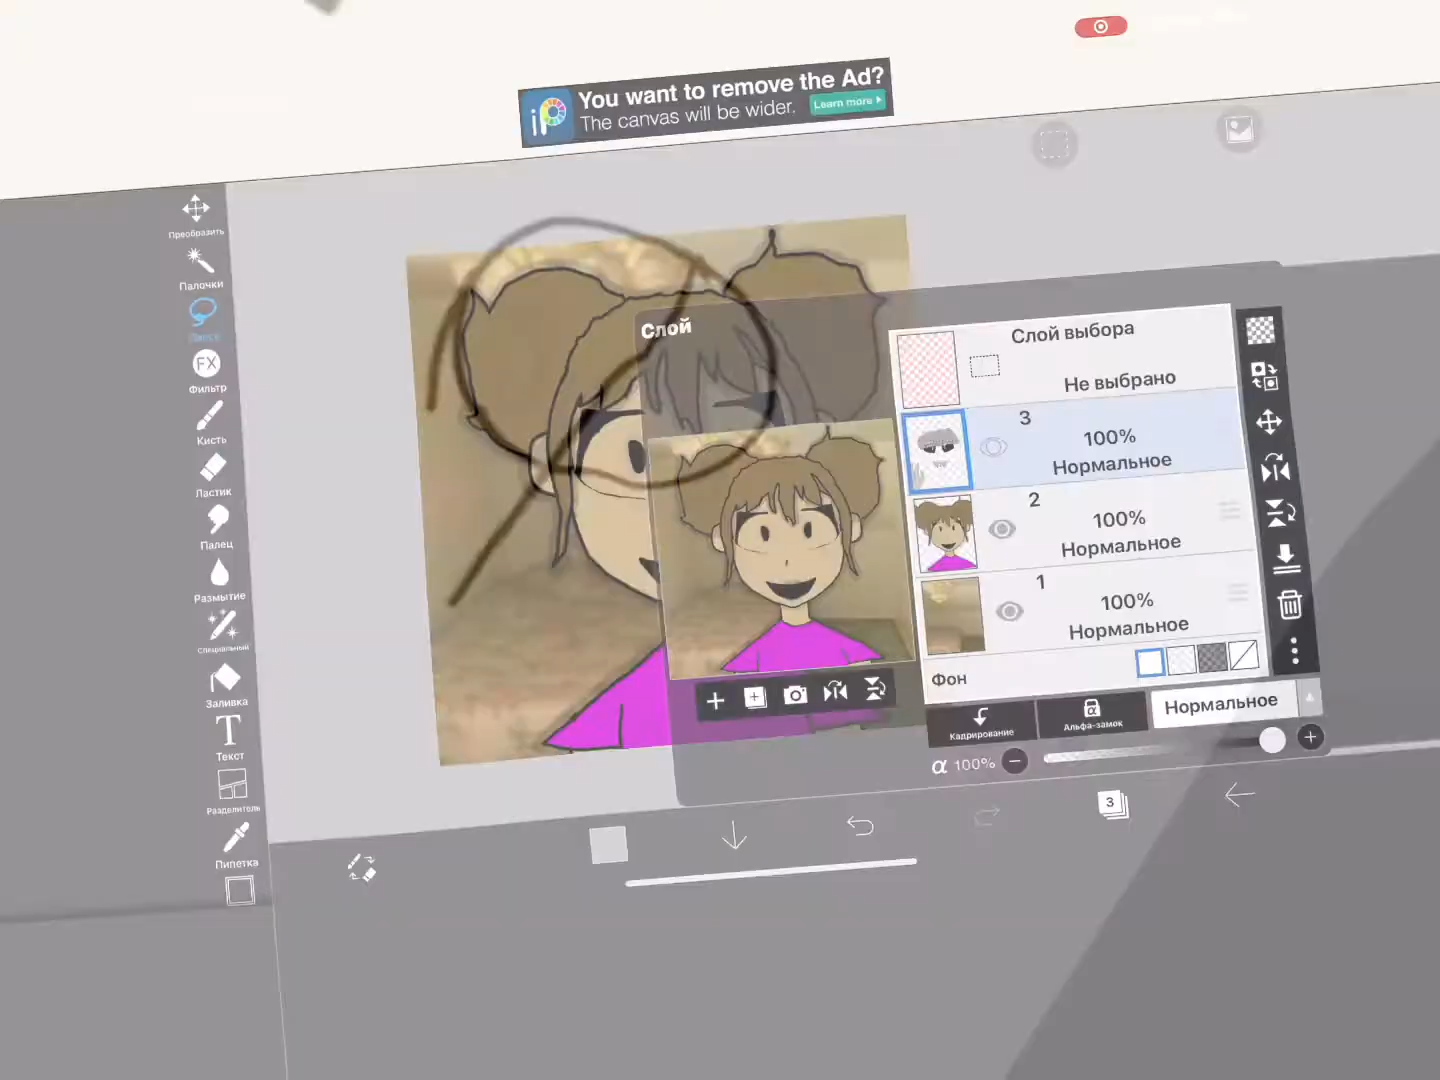 You want to remove the Ad?
The canvas will be wider.
Learn more
iP
Преобразить
Палочки
FX
Фильтр
Кисть
Ластик
Палец
Размытие
Специальный
Заливка
T
Текст
Разделитель
Пипетка
Слой
Слой выбора
Не выбрано
3
100%
Нормальное
2
100%
Нормальное
1
100%
Нормальное
Фон
Кадрирование
α
Альфа-замок
Нормальное
α 100%
3